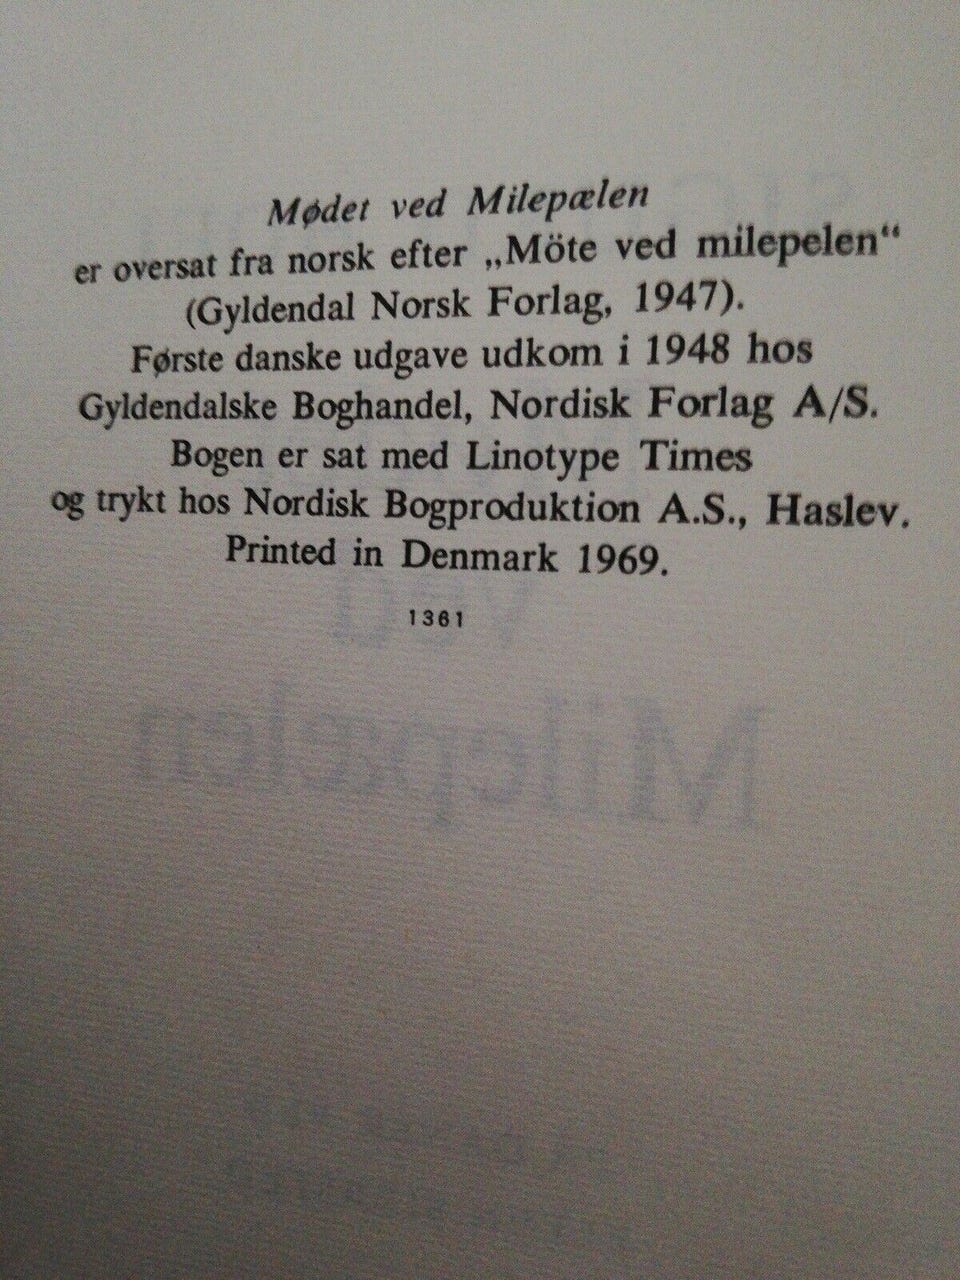 Mødet ved Milepælen
er oversat fra norsk efter „Möte ved milepelen“
(Gyldendal Norsk Forlag, 1947).
Første danske udgave udkom i 1948 hos
Gyldendalske Boghandel, Nordisk Forlag A/S.
Bogen er sat med Linotype Times
og trykt hos Nordisk Bogproduktion A.S., Haslev.
Printed in Denmark 1969.
1361
ved
Milepælen